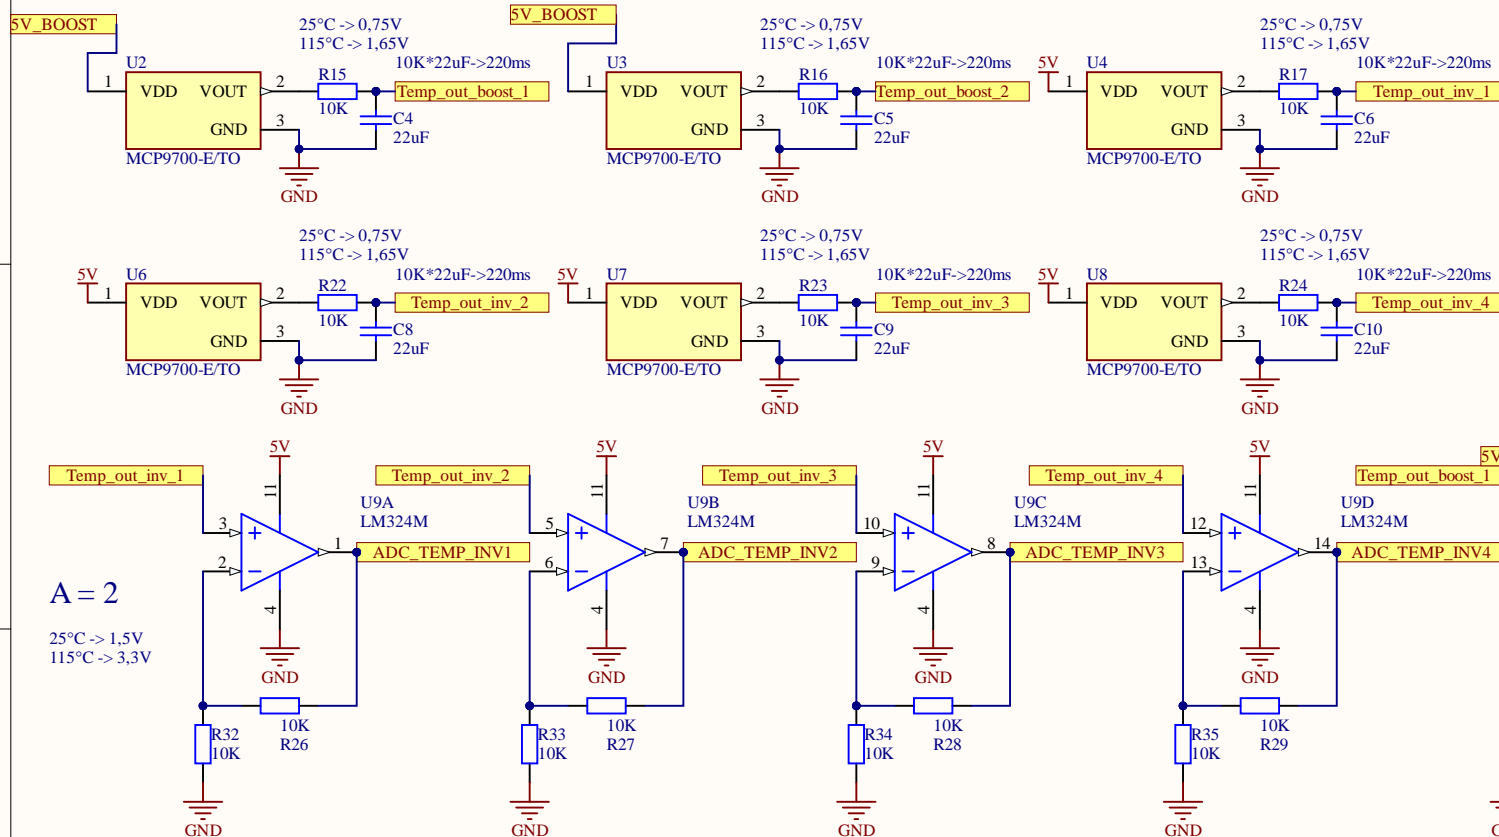 5V_BOOST
25°C -> 0,75V
115°C -> 1,65V
U2
10K*22uF->220ms
1
VDD
VOUT
GND
2
3
R15
10K
Temp_out_boost_1
C4
22uF
MCP9700-E/TO
GND
5V_BOOST
25°C -> 0,75V
115°C -> 1,65V
U3
10K*22uF->220ms
1
VDD
VOUT
GND
2
3
R16
10K
Temp_out_boost_2
C5
22uF
MCP9700-E/TO
GND
25°C -> 0,75V
115°C -> 1,65V
5V
U4
10K*22uF->220ms
1
VDD
VOUT
GND
2
3
R17
10K
Temp_out_inv_1
C6
22uF
MCP9700-E/TO
GND
25°C -> 0,75V
115°C -> 1,65V
5V
U6
10K*22uF->220ms
1
VDD
VOUT
GND
2
3
R22
10K
Temp_out_inv_2
C8
22uF
MCP9700-E/TO
GND
25°C -> 0,75V
115°C -> 1,65V
5V
U7
10K*22uF->220ms
1
VDD
VOUT
GND
2
3
R23
10K
Temp_out_inv_3
C9
22uF
MCP9700-E/TO
GND
25°C -> 0,75V
115°C -> 1,65V
5V
U8
10K*22uF->220ms
1
VDD
VOUT
GND
2
3
R24
10K
Temp_out_inv_4
C10
22uF
MCP9700-E/TO
GND
Temp_out_inv_1
5V
11
U9A
LM324M
3
2
1
ADC_TEMP_INV1
4
GND
A = 2
25°C -> 1,5V
115°C -> 3,3V
10K
R26
R32
10K
GND
Temp_out_inv_2
5V
11
U9B
LM324M
5
6
7
ADC_TEMP_INV2
4
GND
10K
R27
R33
10K
GND
Temp_out_inv_3
5V
11
U9C
LM324M
10
9
8
ADC_TEMP_INV3
4
GND
10K
R28
R34
10K
GND
Temp_out_inv_4
5V
11
U9D
LM324M
12
13
14
ADC_TEMP_INV4
4
GND
10K
R29
R35
10K
GND
5V
Temp_out_boost_1